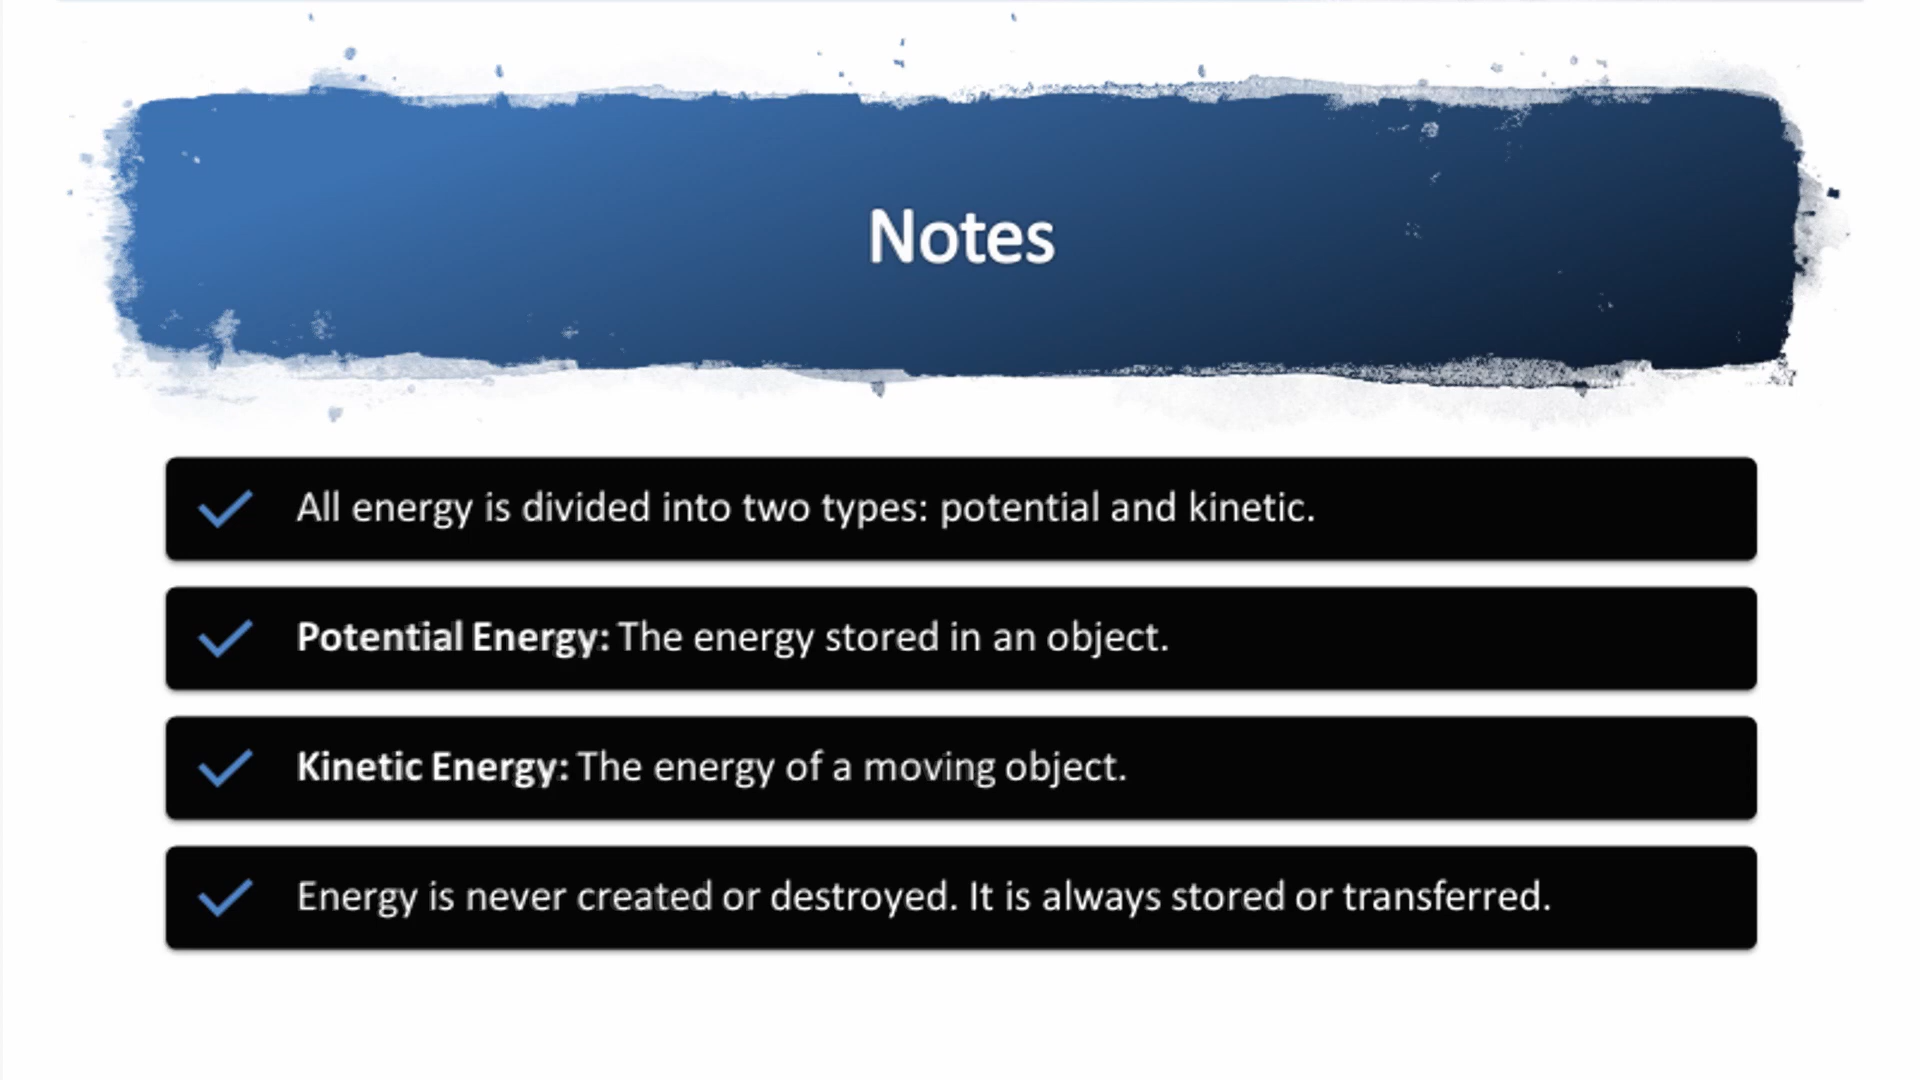 Notes
All energy is divided into two types: potential and kinetic.
Potential Energy: The energy stored in an object.
Kinetic Energy: The energy of a moving object.
Energy is never created or destroyed. It is always stored or transferred.